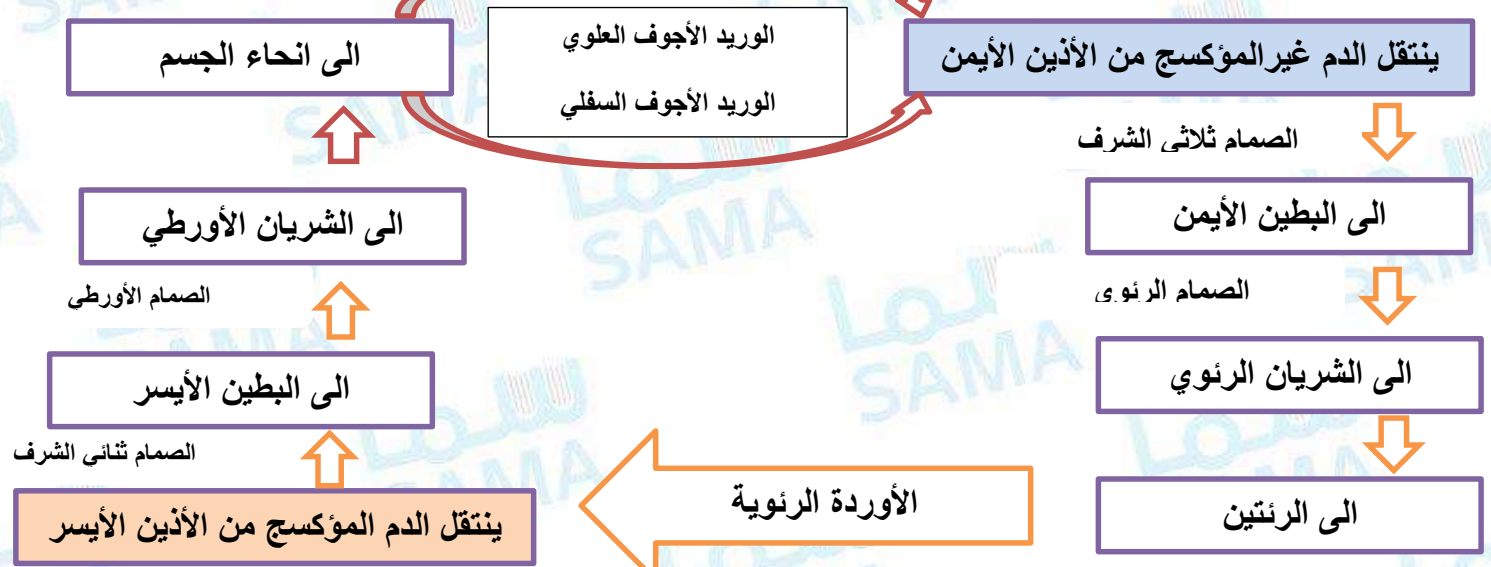 ينتقل الدم غيرالمؤكسج من الأذين الأيمن
الوريد الأجوف العلوي
الوريد الأجوف السفلي
الى انحاء الجسم
الصمام ثلاثي الشرف
الى البطين الأيمن
الصمام الرئوي
الى الشريان الرئوي
الى الرئتين
الأوردة الرئوية
ينتقل الدم المؤكسج من الأذين الأيسر
الصمام ثنائي الشرف
الى البطين الأيسر
الصمام الأورطي
الى الشريان الأورطي
سما
SAMA